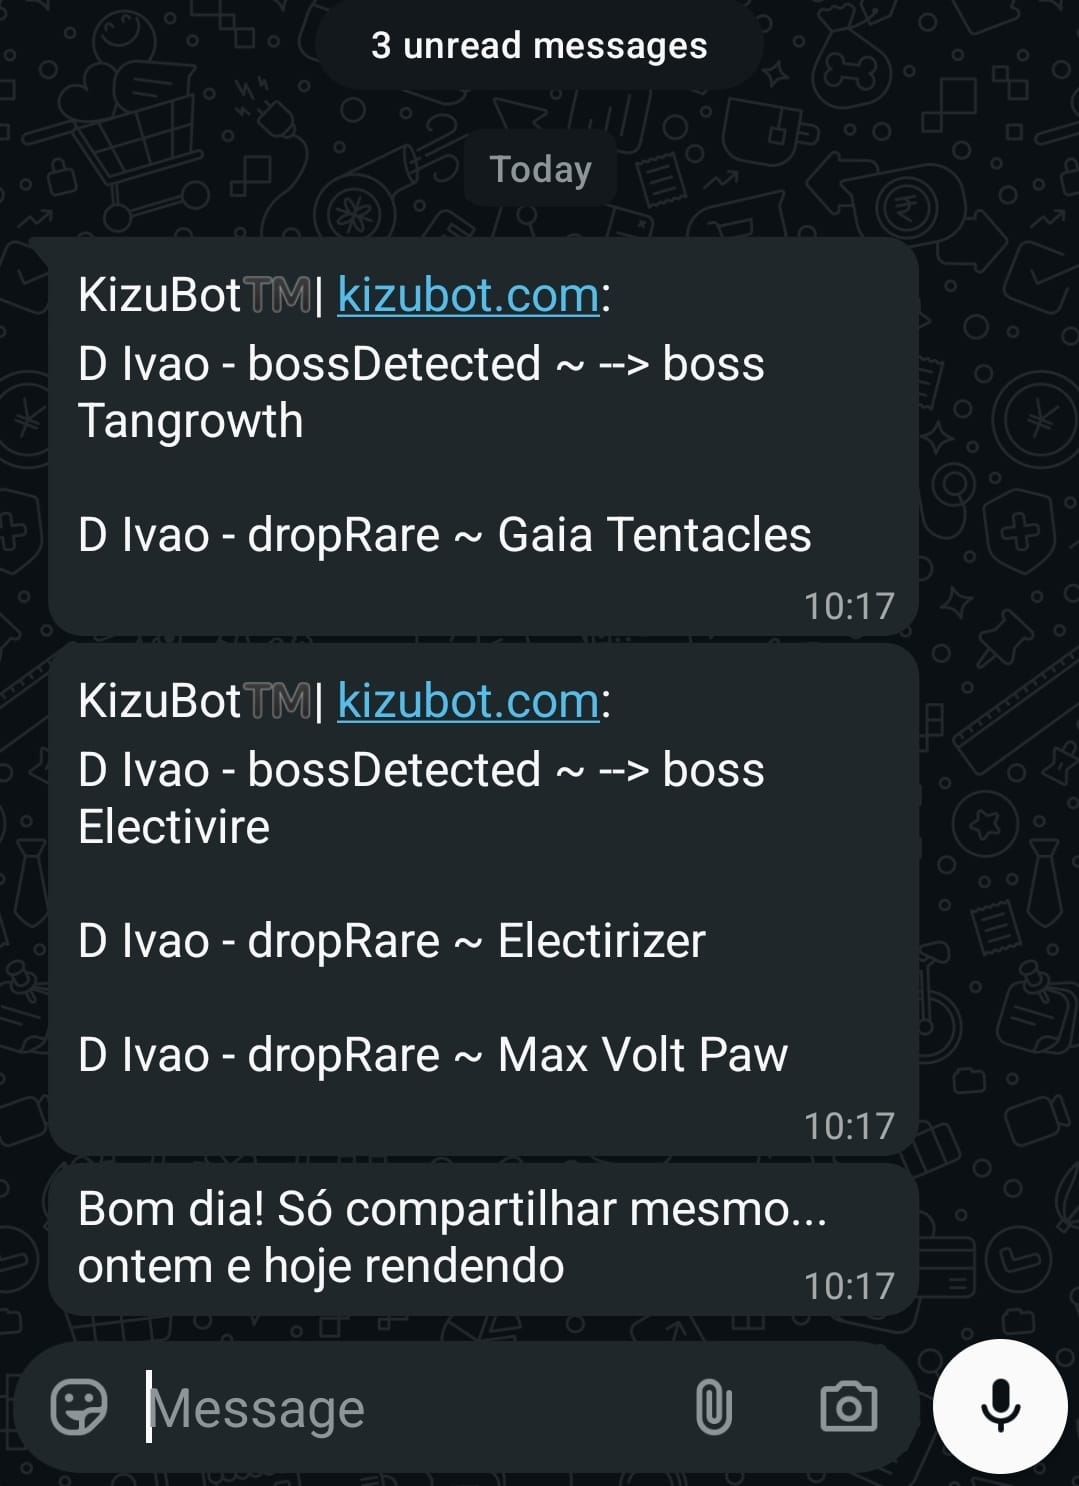 3 unread messages
Today
KizuBot™️| kizubot.com:
D Ivao - bossDetected ~ --> boss
Tangrowth
D Ivao - dropRare ~ Gaia Tentacles
10:17
KizuBot™️| kizubot.com:
D Ivao - bossDetected ~ --> boss
Electivire
D Ivao - dropRare ~ Electirizer
D Ivao - dropRare ~ Max Volt Paw
10:17
Bom dia! Só compartilhar mesmo...
ontem e hoje rendendo
10:17
Message